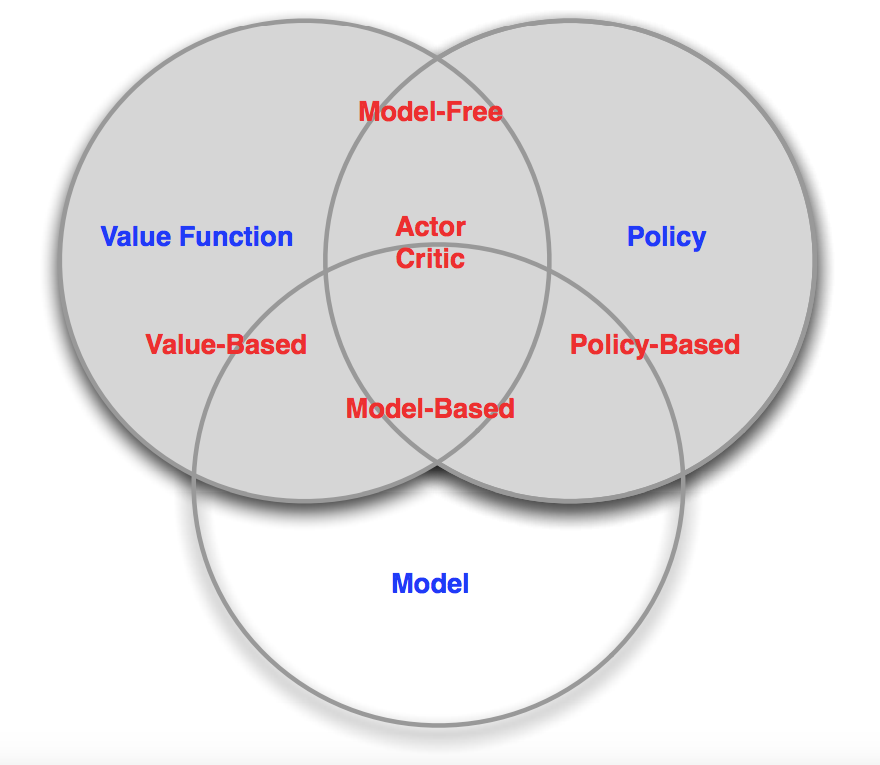 Model-Free
Actor
Critic
Value Function
Policy
Value-Based
Policy-Based
Model-Based
Model